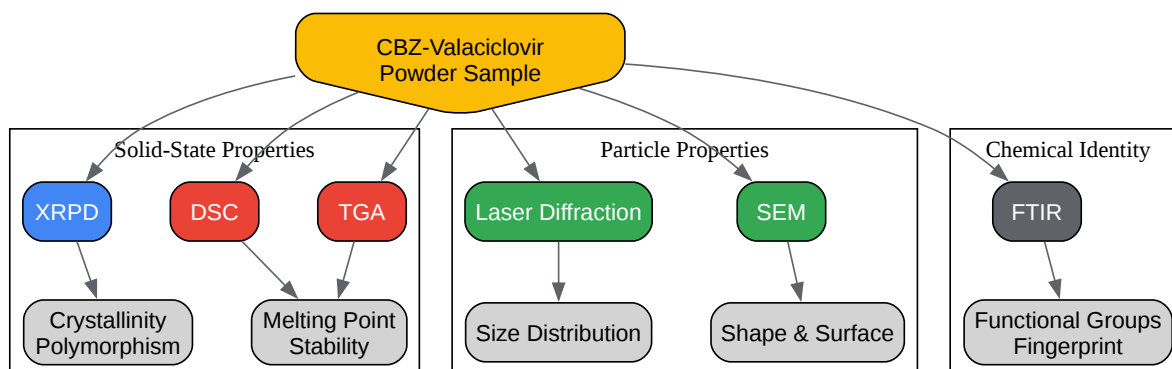 CBZ-Valaciclovir
Powder Sample
Solid-State Properties
Particle Properties
Chemical Identity
XRPD
DSC
TGA
Laser Diffraction
SEM
FTIR
Crystallinity
Polymorphism
Melting Point
Stability
Size Distribution
Shape & Surface
Functional Groups
Fingerprint